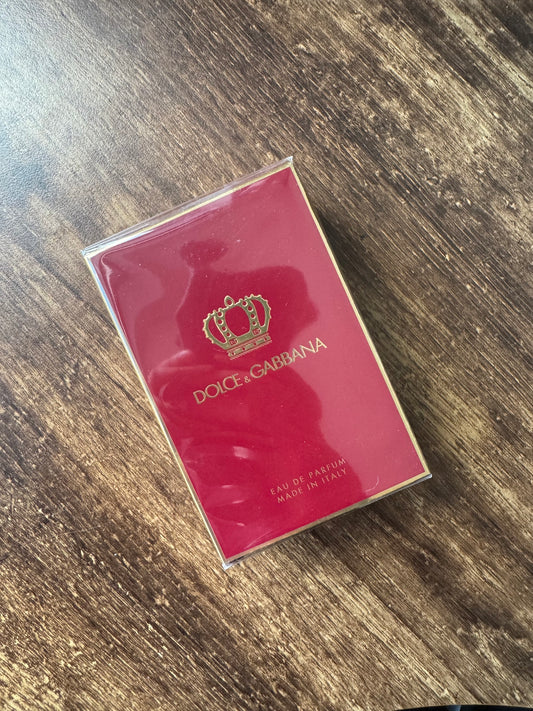 DOLCE & GABBANA
EAU DE PARFUM
MADE IN ITALY